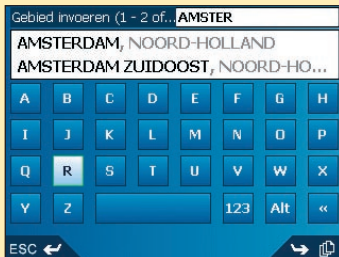 Gebied invoeren (1 - 2 of... AMSTER
AMSTERDAM, NOORD-HOLLAND
AMSTERDAM ZUIDOOST, NOORD-HO...
A B C D E F G H
I J K L M N O P
Q R S T U V W X
Y Z 123 Alt «
ESC